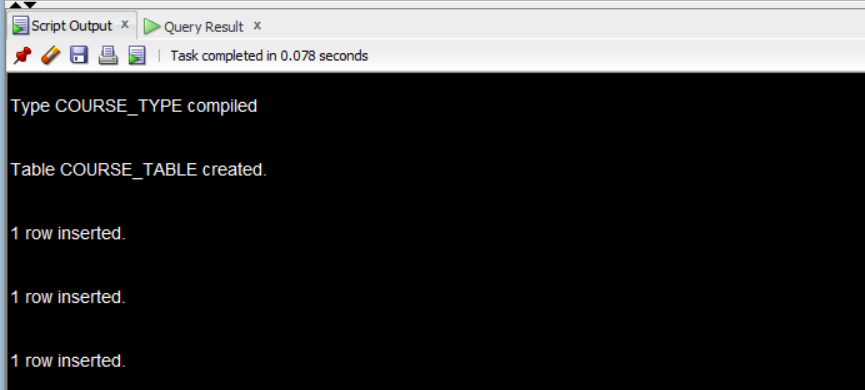 Script Output x Query Result x
Task completed in 0.078 seconds
Type COURSE_TYPE compiled
Table COURSE_TABLE created.
1 row inserted.
1 row inserted.
1 row inserted.